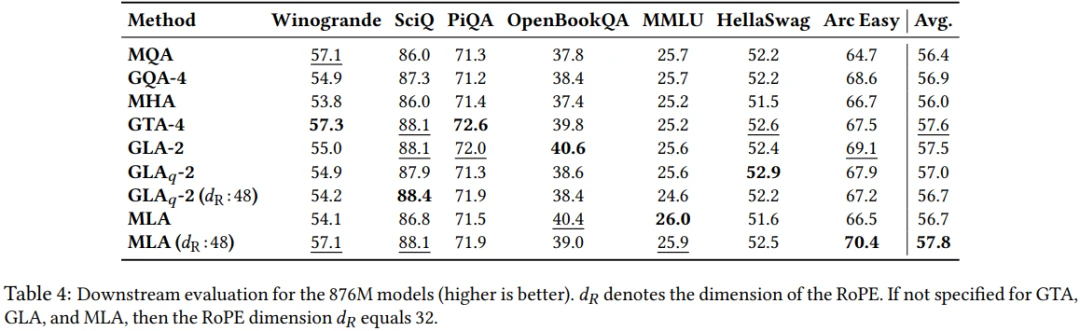 Method Winogrande SciQ PiQA OpenBookQA MMLU HellaSwag Arc Easy Avg.
MQA 57.1 86.0 71.3 37.8 25.7 52.2 64.7 56.4
GQA-4 54.9 87.3 71.2 38.4 25.7 52.2 68.6 56.9
MHA 53.8 86.0 71.4 37.4 25.2 51.5 66.7 56.0
GTA-4 57.3 88.1 72.6 39.8 25.2 52.6 67.5 57.6
GLA-2 55.0 88.1 72.0 40.6 25.6 52.4 69.1 57.5
GLAq-2 54.9 87.9 71.3 38.6 25.6 52.9 67.9 57.0
GLAq-2 (dR:48) 54.2 88.4 71.9 38.4 24.6 52.2 67.2 56.7
MLA 54.1 86.8 71.5 40.4 26.0 51.6 66.5 56.7
MLA (dR:48) 57.1 88.1 71.9 39.0 25.9 52.5 70.4 57.8
Table 4: Downstream evaluation for the 876M models (higher is better). dR denotes the dimension of the RoPE. If not specified for GTA,
GLA, and MLA, then the RoPE dimension dR equals 32.